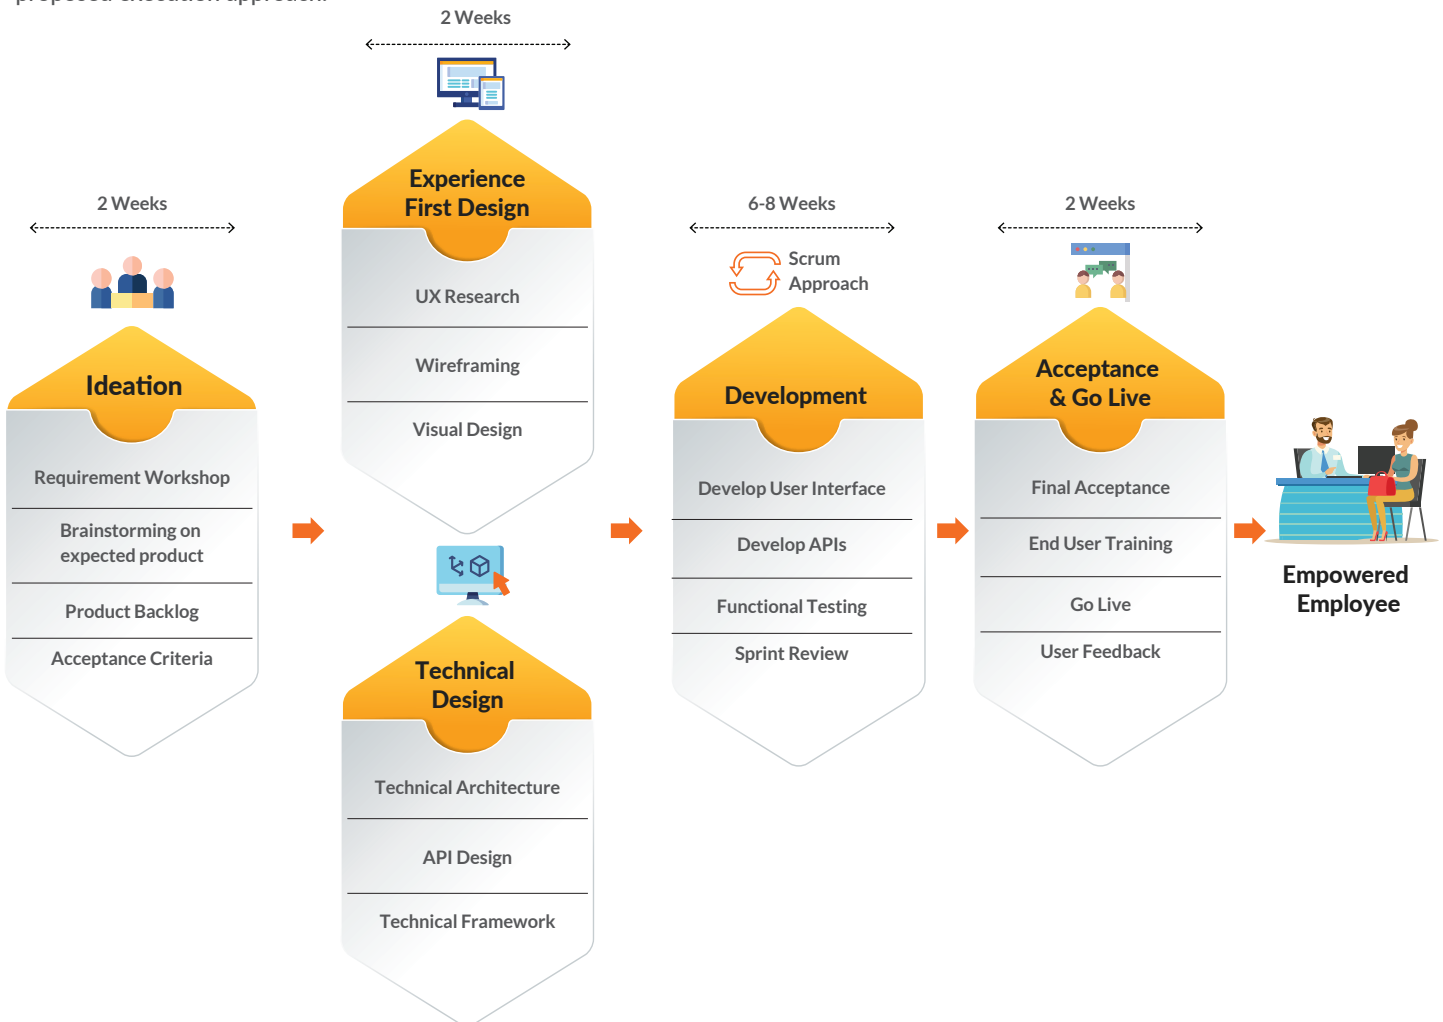 proposed execution approach.
2 Weeks
Experience
First Design
UX Research
Wireframing
Visual Design
2 Weeks
Ideation
Requirement Workshop
Brainstorming on
expected product
Product Backlog
Acceptance Criteria
Technical
Design
Technical Architecture
API Design
Technical Framework
6-8 Weeks
Scrum
Approach
Development
Develop User Interface
Develop APIs
Functional Testing
Sprint Review
2 Weeks
Acceptance
& Go Live
Final Acceptance
End User Training
Go Live
User Feedback
Empowered
Employee